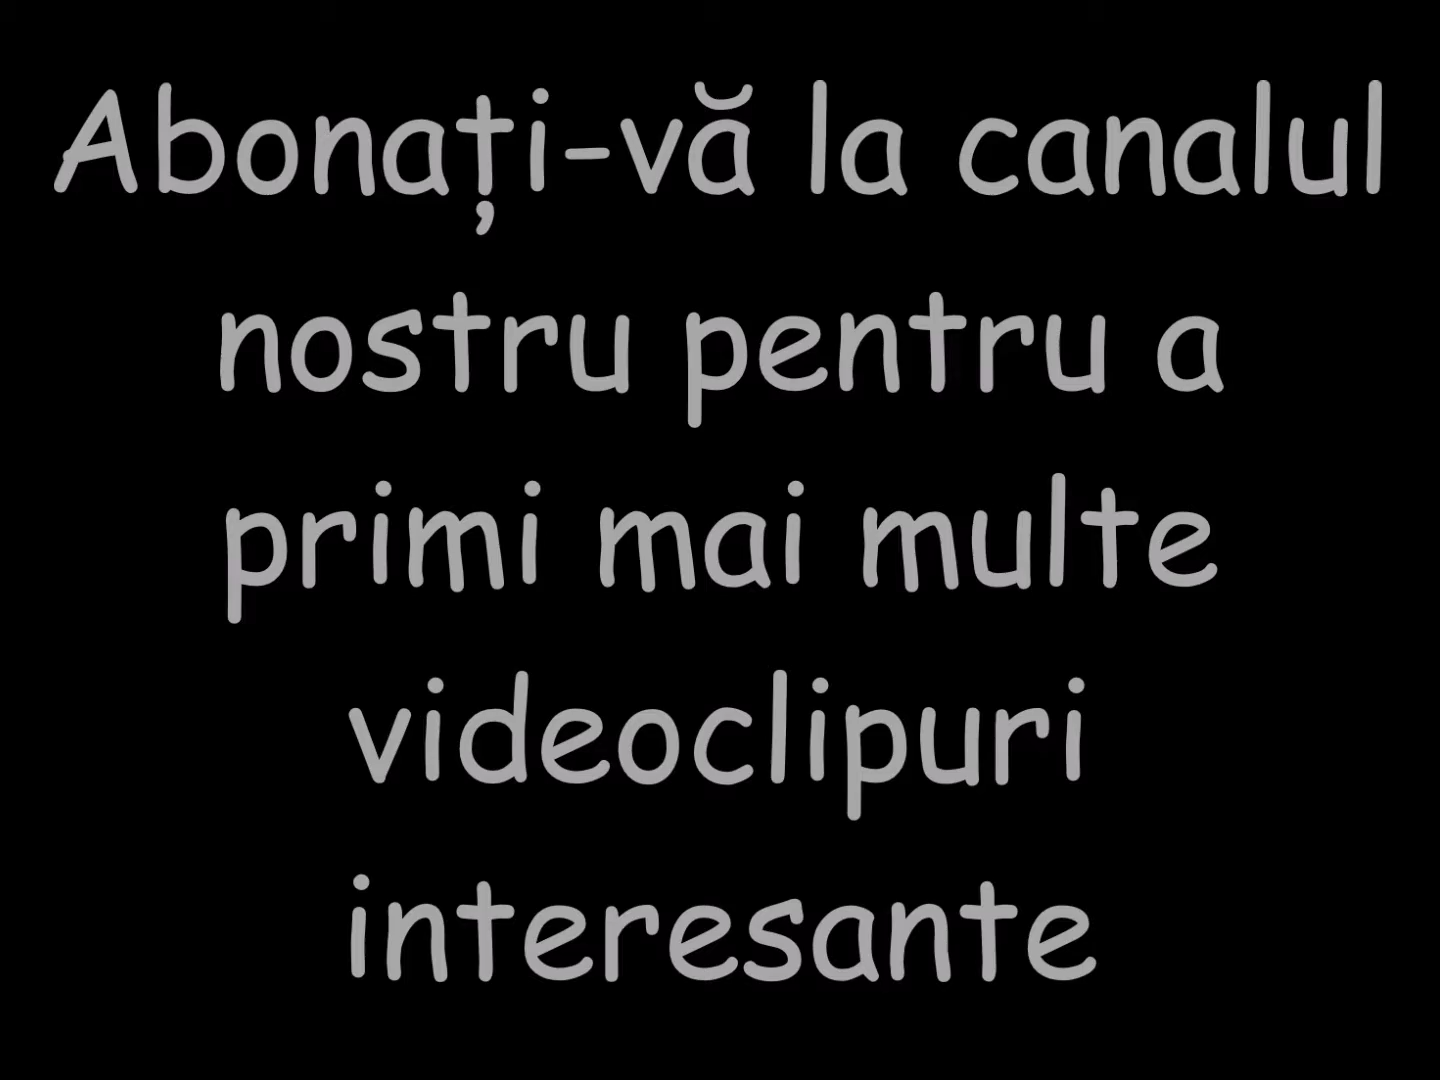 Abonați-vă la canalul
nostru pentru a
primi mai multe
videoclipuri
interesante